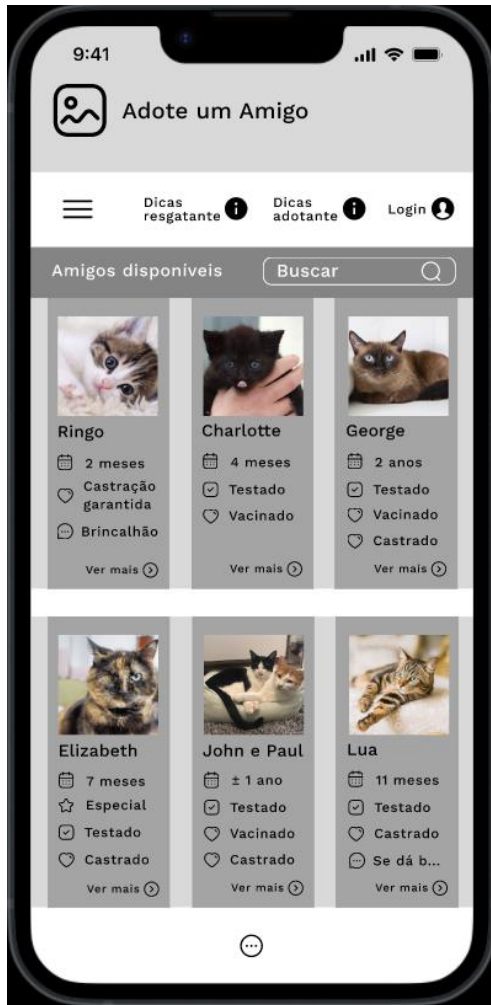 9:41
Adote um Amigo
Dicas
resgatante
Dicas
adotante
Login
Amigos disponíveis
Buscar
Ringo
2 meses
Castração
garantida
Brincalhão
Ver mais
Charlotte
4 meses
Testado
Vacinado
Ver mais
George
2 anos
Testado
Vacinado
Castrado
Ver mais
Elizabeth
7 meses
Especial
Testado
Castrado
Ver mais
John e Paul
± 1 ano
Testado
Vacinado
Castrado
Ver mais
Lua
11 meses
Testado
Castrado
Se dá b...
Ver mais